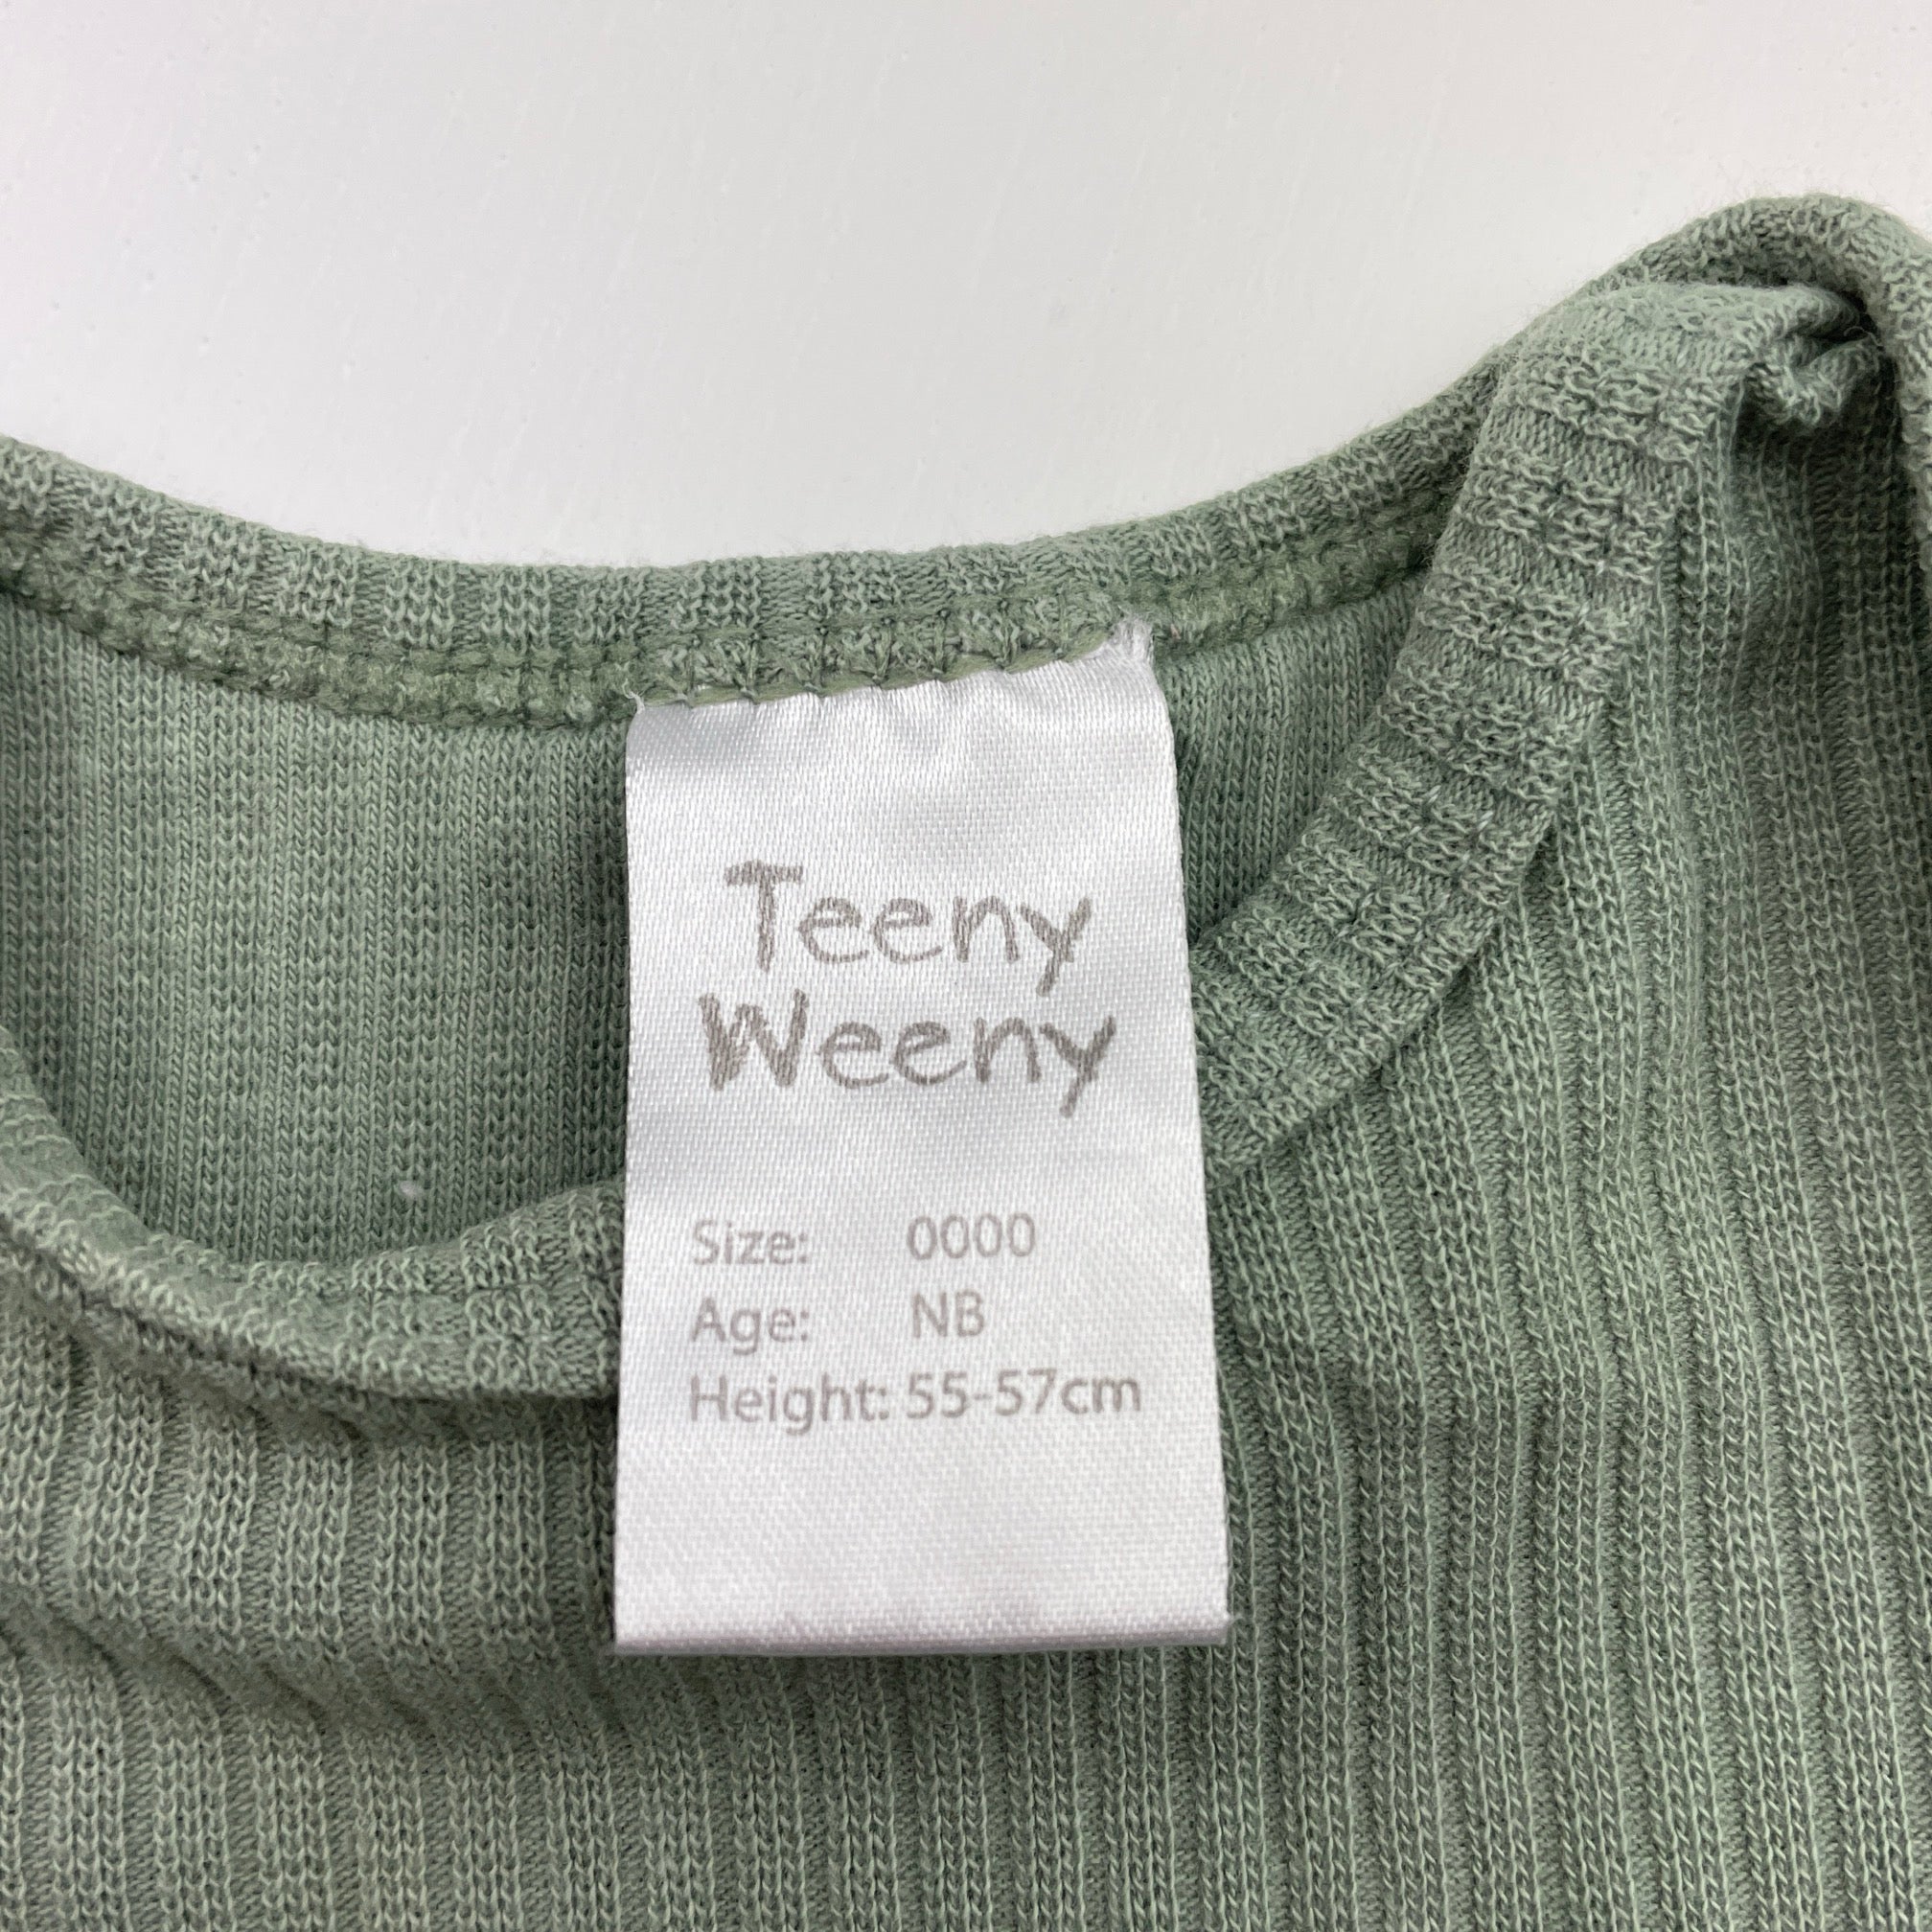 Teeny
Weeny
Size: 0000
Age: NB
Height: 55-57cm